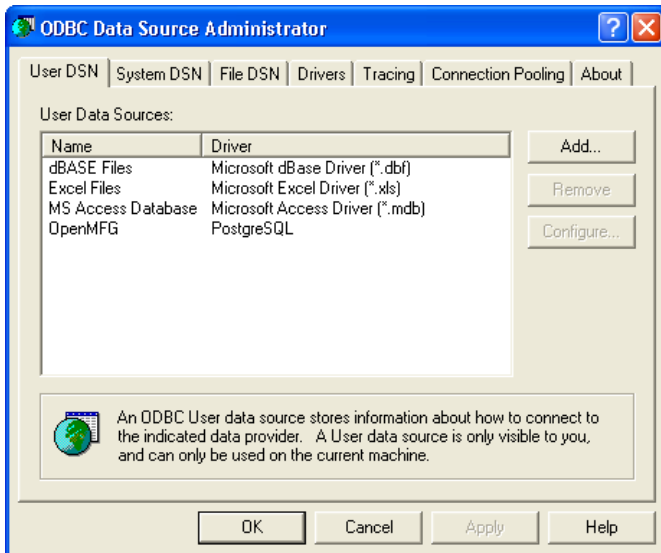 ODBC Data Source Administrator
User DSN System DSN File DSN Drivers Tracing Connection Pooling About
User Data Sources:
Name Driver
dBASE Files Microsoft dBase Driver (*.dbf)
Excel Files Microsoft Excel Driver (*.xls)
MS Access Database Microsoft Access Driver (*.mdb)
OpenMFG PostgreSQL
Add...
Remove
Configure...
An ODBC User data source stores information about how to connect to
the indicated data provider. A User data source is only visible to you,
and can only be used on the current machine.
OK Cancel Apply Help